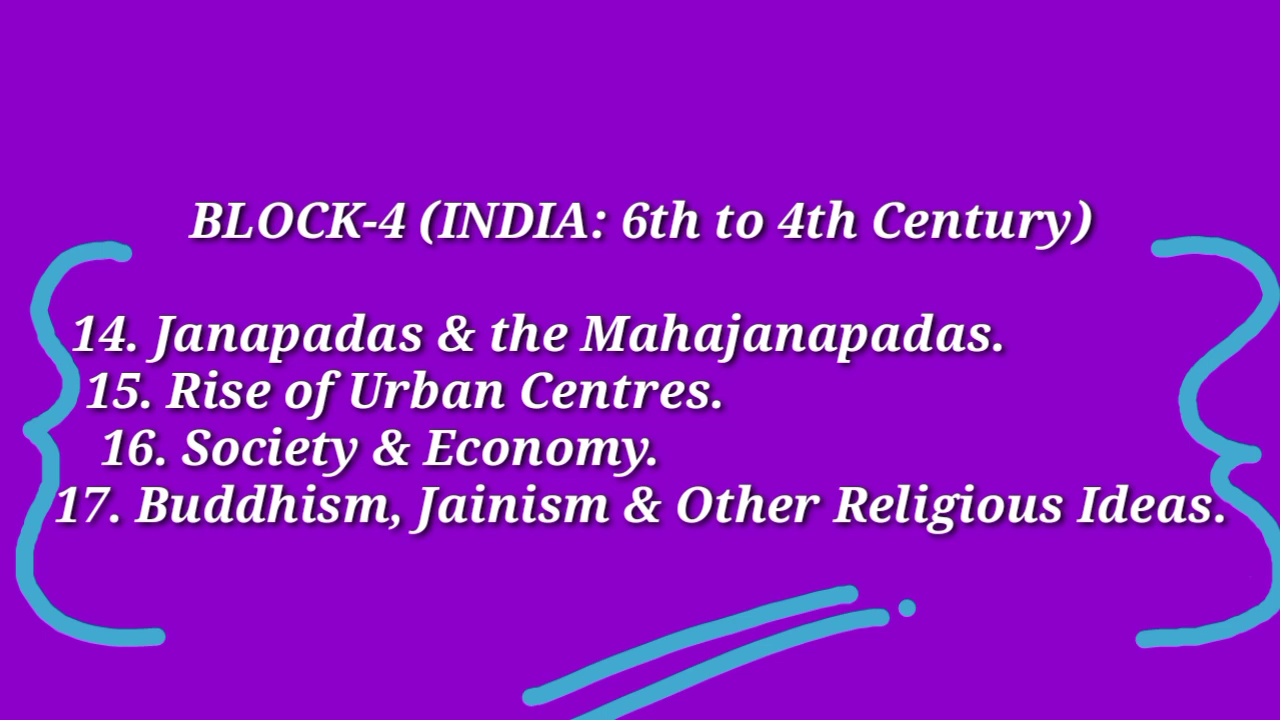 BLOCK-4 (INDIA: 6th to 4th Century)
14. Janapadas & the Mahajanapadas.
15. Rise of Urban Centres.
16. Society & Economy.
17. Buddhism, Jainism & Other Religious Ideas.